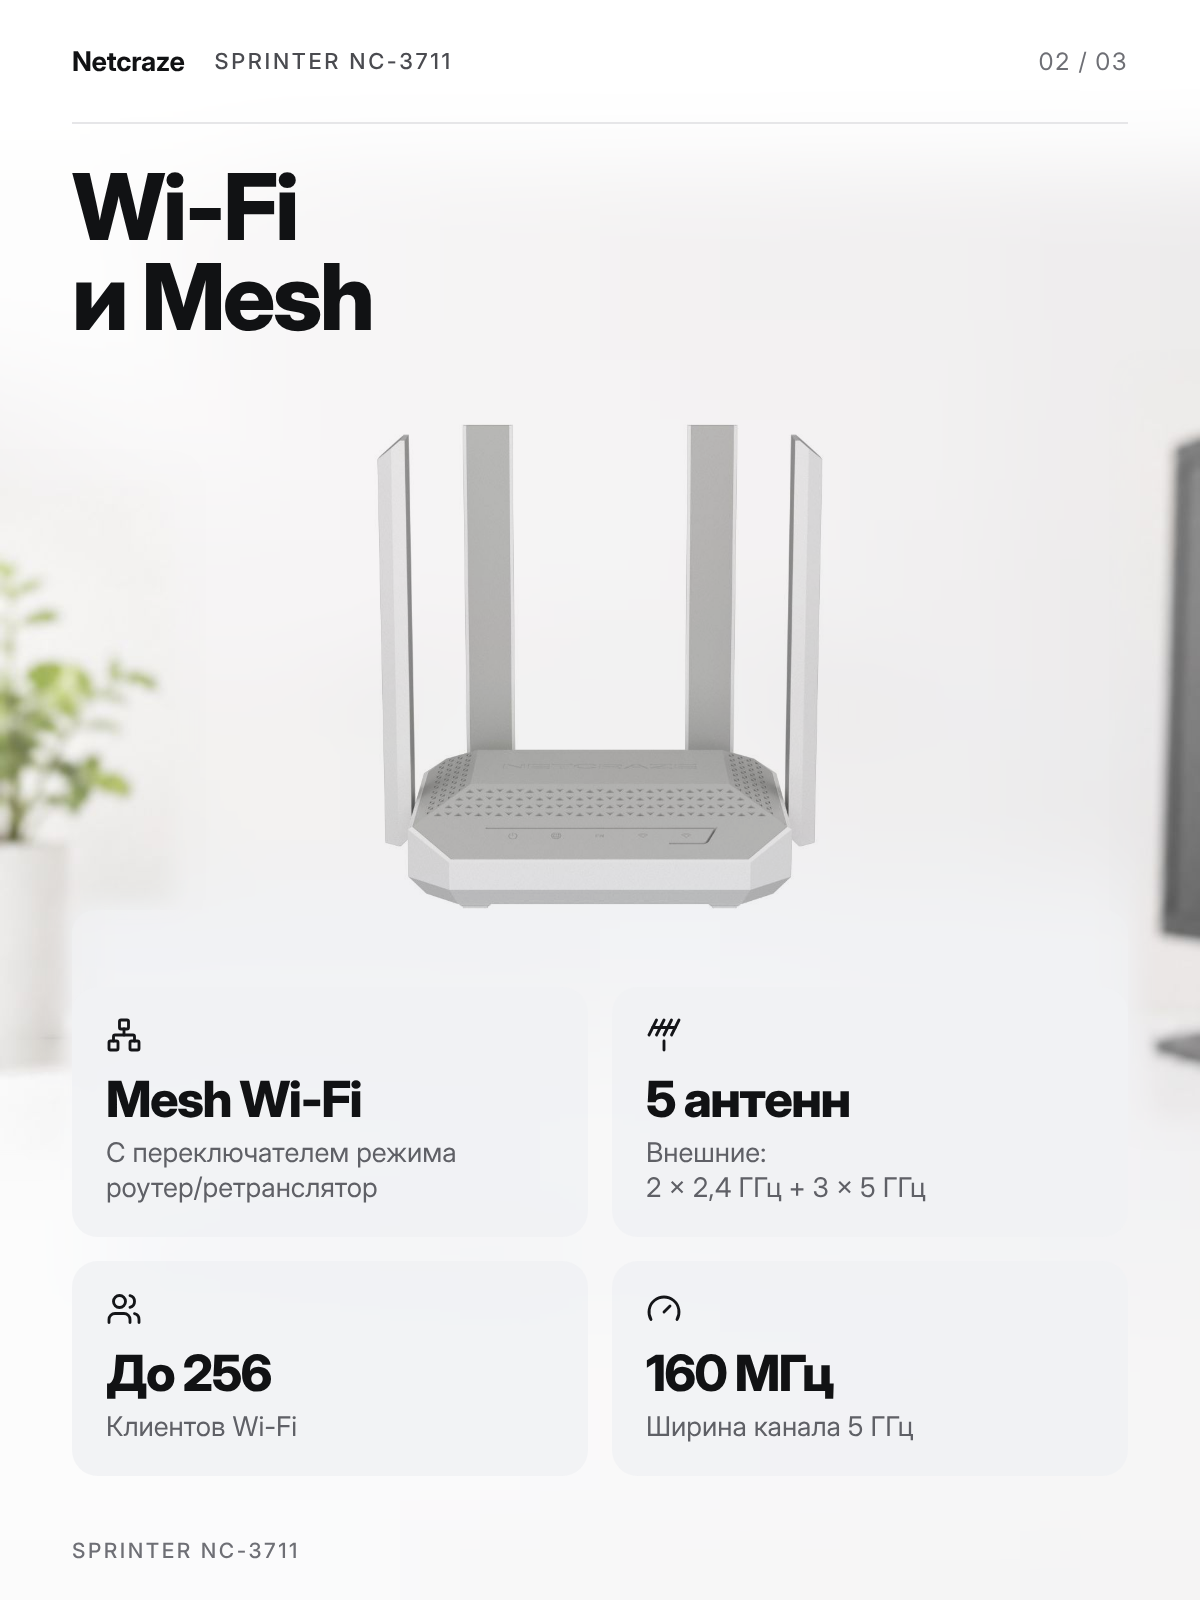 Netcraze SPRINTER NC-3711 02 / 03
Wi-Fi
и Mesh
NETCRAZE
Mesh Wi-Fi
С переключателем режима
роутер/ретранслятор
5 антенн
Внешние:
2 × 2,4 ГГц + 3 × 5 ГГц
До 256
Клиентов Wi-Fi
160 МГц
Ширина канала 5 ГГц
SPRINTER NC-3711